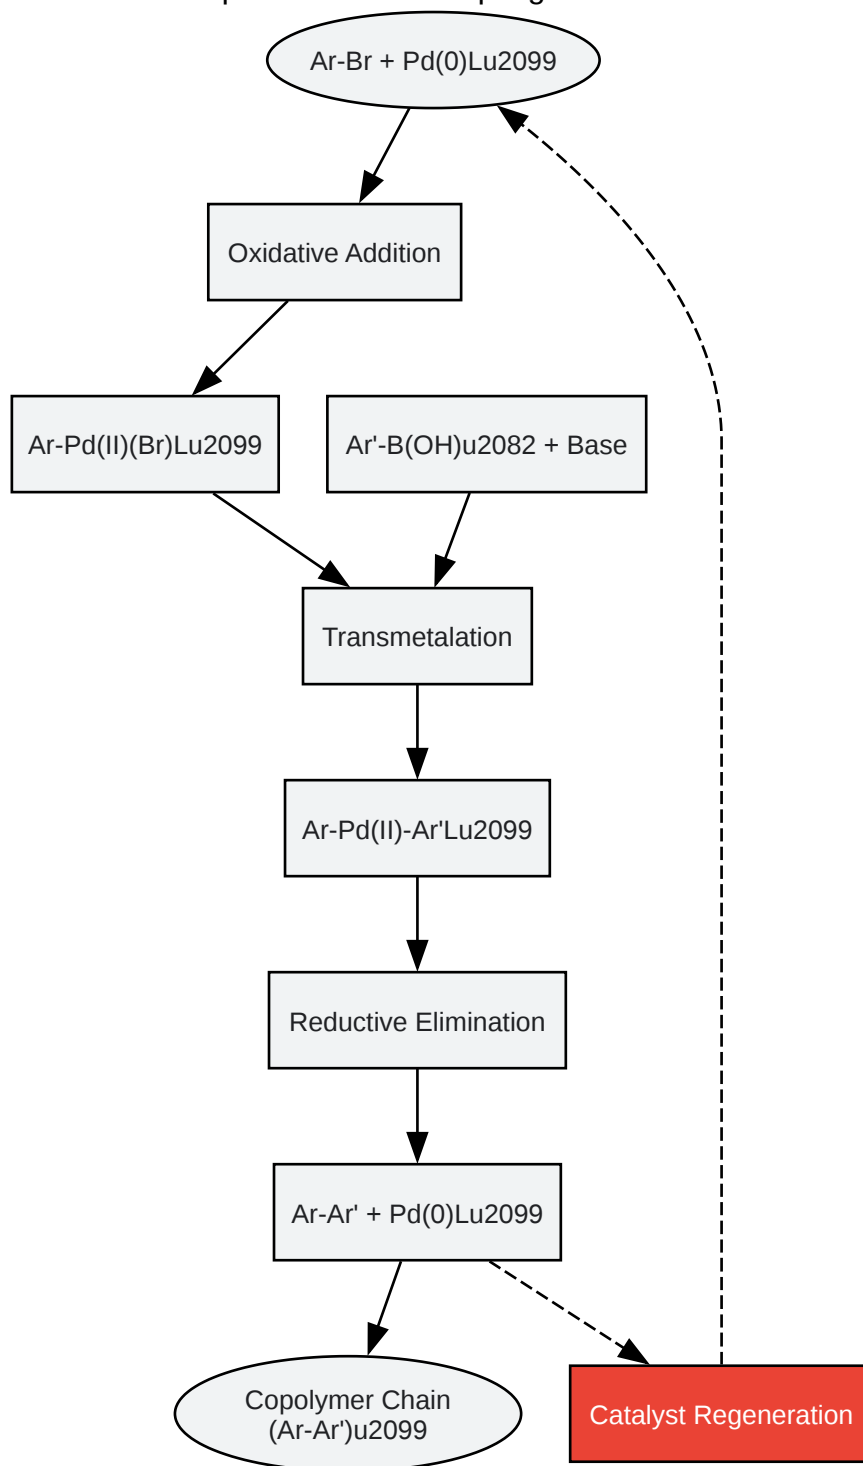 Ar-Br + Pd(0)Lu2099
Oxidative Addition
Ar-Pd(II)(Br)Lu2099
Ar'-B(OH)u2082 + Base
Transmetalation
Ar-Pd(II)-Ar'Lu2099
Reductive Elimination
Ar-Ar' + Pd(0)Lu2099
Copolymer Chain
(Ar-Ar')u2099
Catalyst Regeneration